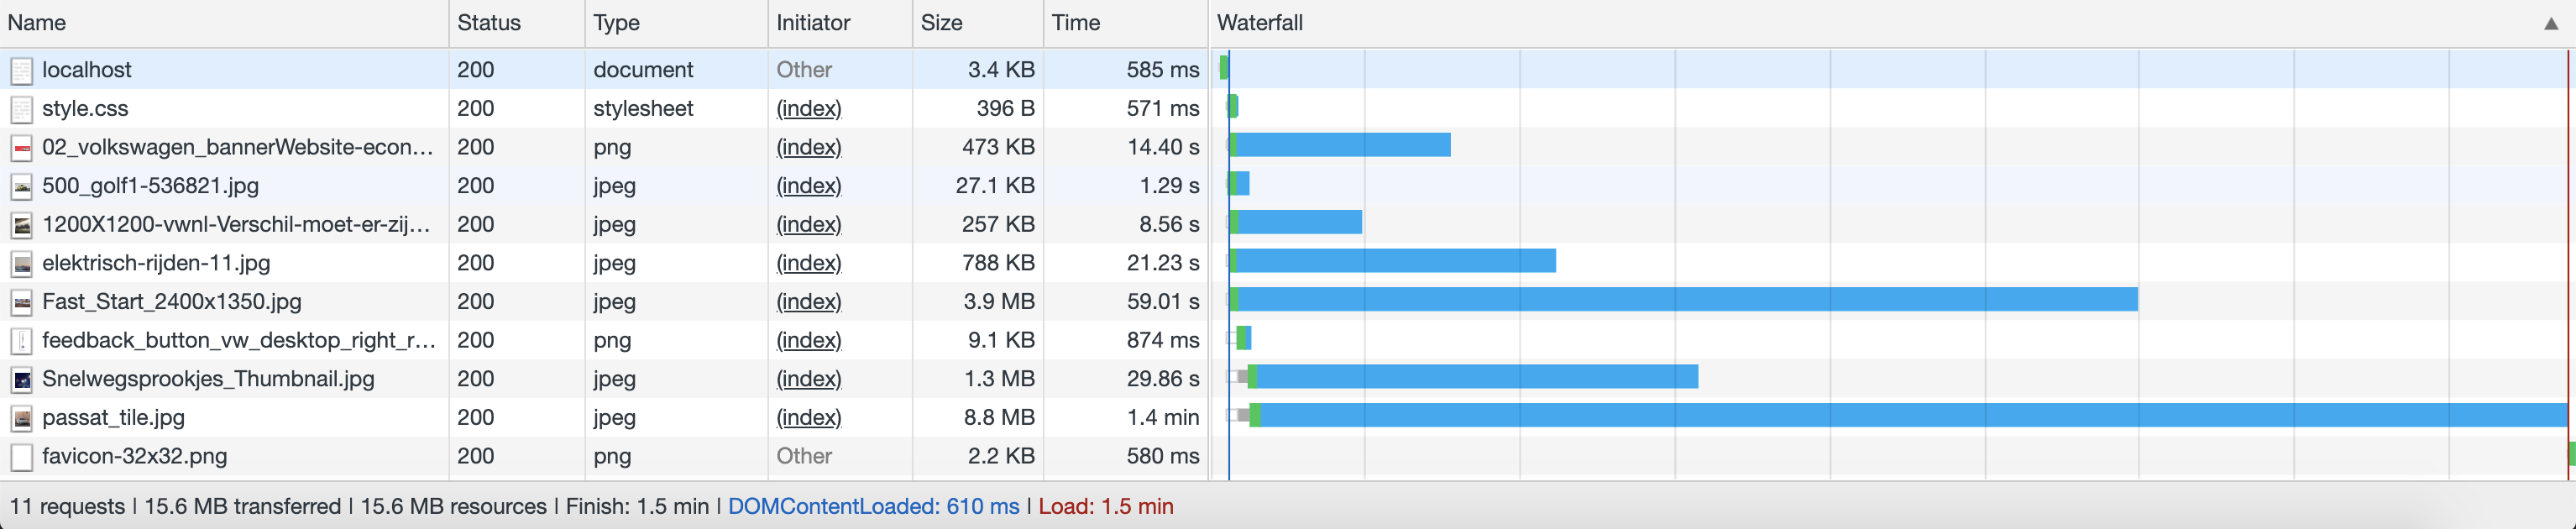 Name Status Type Initiator Size Time Waterfall ▲
localhost 200 document Other 3.4 KB 585 ms
style.css 200 stylesheet (index) 396 B 571 ms
02_volkswagen_bannerWebsite-econ… 200 png (index) 473 KB 14.40 s
500_golf1-536821.jpg 200 jpeg (index) 27.1 KB 1.29 s
1200X1200-vwnl-Verschil-moet-er-zij… 200 jpeg (index) 257 KB 8.56 s
elektrisch-rijden-11.jpg 200 jpeg (index) 788 KB 21.23 s
Fast_Start_2400x1350.jpg 200 jpeg (index) 3.9 MB 59.01 s
feedback_button_vw_desktop_right_r… 200 png (index) 9.1 KB 874 ms
Snelwegsprookjes_Thumbnail.jpg 200 jpeg (index) 1.3 MB 29.86 s
passat_tile.jpg 200 jpeg (index) 8.8 MB 1.4 min
favicon-32x32.png 200 png Other 2.2 KB 580 ms
11 requests | 15.6 MB transferred | 15.6 MB resources | Finish: 1.5 min | DOMContentLoaded: 610 ms | Load: 1.5 min